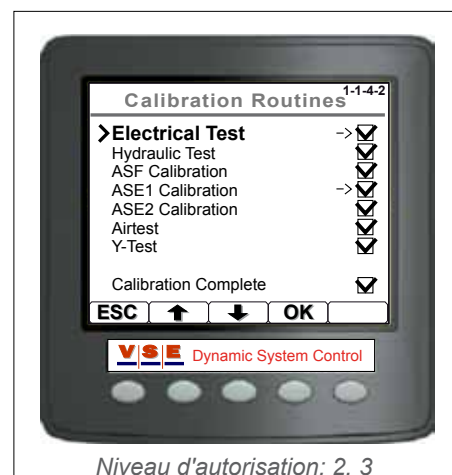 1-1-4-2
Calibration Routines
Electrical Test ->
Hydraulic Test
ASF Calibration
ASE1 Calibration ->
ASE2 Calibration
Airtest
Y-Test
Calibration Complete
ESC OK
VSE Dynamic System Control
Niveau d'autorisation: 2, 3